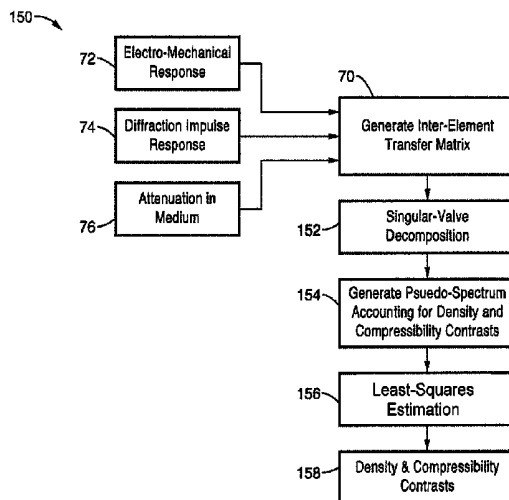 150
72
Electro-Mechanical
Response
70
74
Diffraction Impulse
Response
Generate Inter-Element
Transfer Matrix
76
Attenuation in
Medium
152
Singular-Valve
Decomposition
154
Generate Psuedo-Spectrum
Accounting for Density and
Compressibility Contrasts
156
Least-Squares
Estimation
158
Density & Compressibility
Contrasts